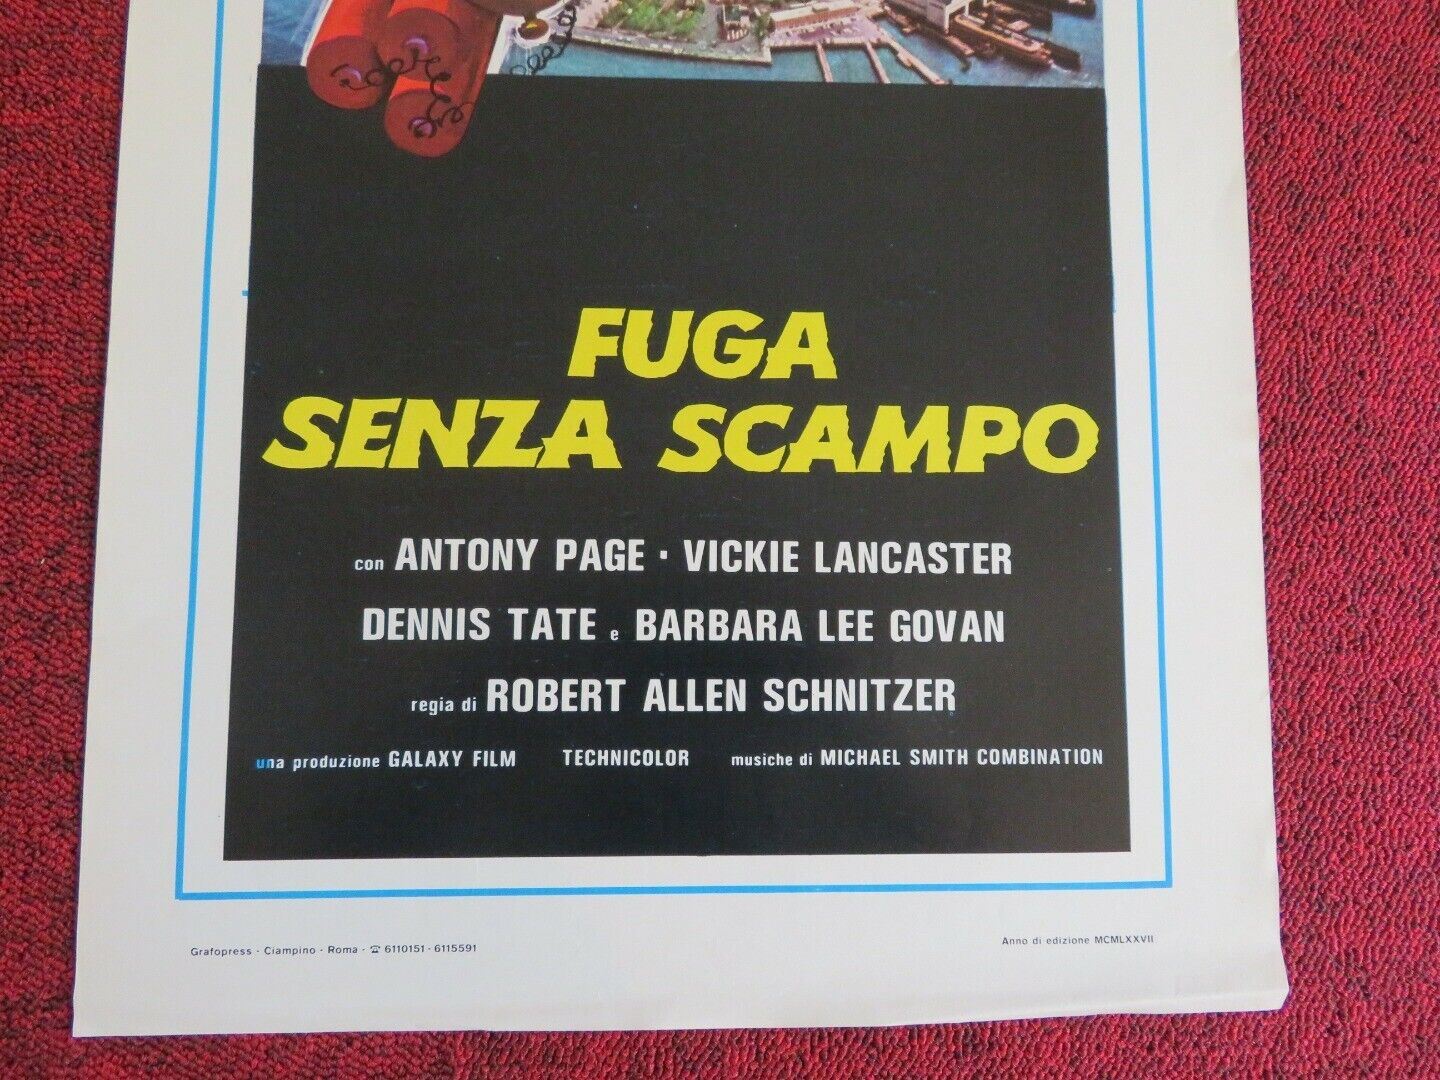 FUGA
SENZA SCAMPO
con ANTONY PAGE · VICKIE LANCASTER
DENNIS TATE e BARBARA LEE GOVAN
regia di ROBERT ALLEN SCHNITZER
una produzione GALAXY FILM TECHNICOLOR musiche di MICHAEL SMITH COMBINATION
Grafopress - Ciampino - Roma - ☎ 6110151 - 6115591 Anno di edizione MCMLXXVII